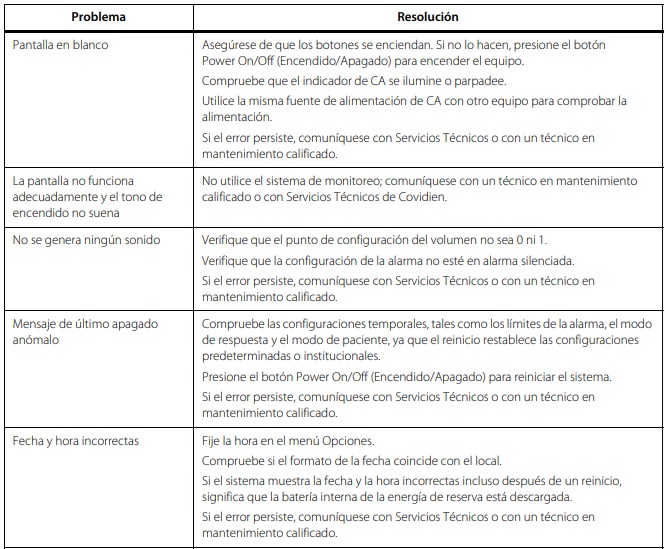 Problema
Resolución
Pantalla en blanco
Asegúrese de que los botones se enciendan. Si no lo hacen, presione el botón
Power On/Off (Encendido/Apagado) para encender el equipo.
Compruebe que el indicador de CA se ilumine o parpadee.
Utilice la misma fuente de alimentación de CA con otro equipo para comprobar la
alimentación.
Si el error persiste, comuníquese con Servicios Técnicos o con un técnico en
mantenimiento calificado.
La pantalla no funciona
adecuadamente y el tono de
encendido no suena
No utilice el sistema de monitoreo; comuníquese con un técnico en mantenimiento
calificado o con Servicios Técnicos de Covidien.
No se genera ningún sonido
Verifique que el punto de configuración del volumen no sea 0 ni 1.
Verifique que la configuración de la alarma no esté en alarma silenciada.
Si el error persiste, comuníquese con Servicios Técnicos o con un técnico en
mantenimiento calificado.
Mensaje de último apagado
anómalo
Compruebe las configuraciones temporales, tales como los límites de la alarma, el modo
de respuesta y el modo de paciente, ya que el reinicio restablece las configuraciones
predeterminadas o institucionales.
Presione el botón Power On/Off (Encendido/Apagado) para reiniciar el sistema.
Si el error persiste, comuníquese con Servicios Técnicos o con un técnico en
mantenimiento calificado.
Fecha y hora incorrectas
Fije la hora en el menú Opciones.
Compruebe si el formato de la fecha coincide con el local.
Si el sistema muestra la fecha y la hora incorrectas incluso después de un reinicio,
significa que la batería interna de la energía de reserva está descargada.
Si el error persiste, comuníquese con Servicios Técnicos o con un técnico en
mantenimiento calificado.